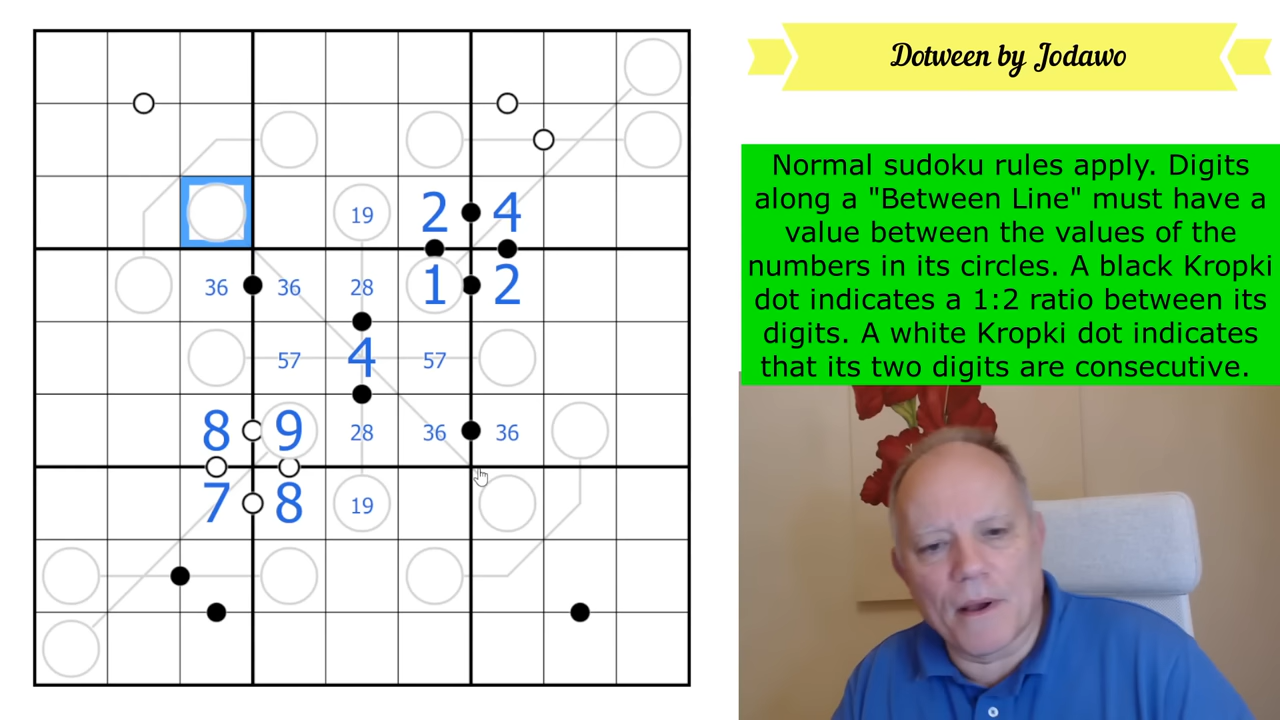 Dotween by Jodawo
Normal sudoku rules apply. Digits
along a "Between Line" must have a
value between the values of the
numbers in its circles. A black Kropki
dot indicates a 1:2 ratio between its
digits. A white Kropki dot indicates
that its two digits are consecutive.
19 2 4
36 36 28 1 2
57 4 57
8 9 28 36 36
7 8 19